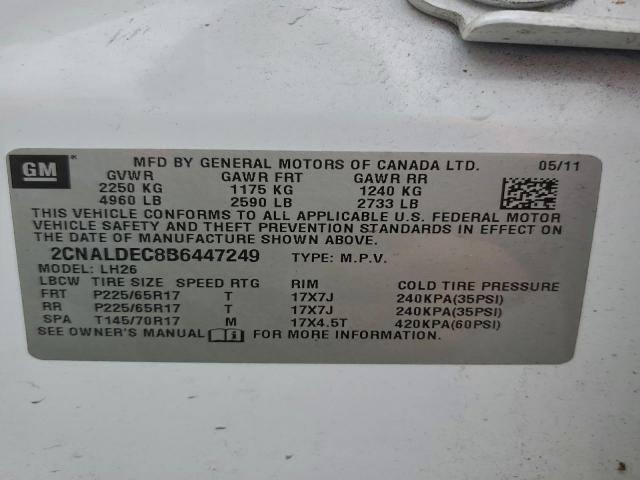 GM
MFD BY GENERAL MOTORS OF CANADA LTD. 05/11
GVWR GAWR FRT GAWR RR
2250 KG 1175 KG 1240 KG
4960 LB 2590 LB 2733 LB
THIS VEHICLE CONFORMS TO ALL APPLICABLE U.S. FEDERAL MOTOR
VEHICLE SAFETY AND THEFT PREVENTION STANDARDS IN EFFECT ON
THE DATE OF MANUFACTURE SHOWN ABOVE.
2CNALDEC8B6447249 TYPE: M.P.V.
MODEL: LH26
LBCW TIRE SIZE SPEED RTG RIM COLD TIRE PRESSURE
FRT P225/65R17 T 17X7J 240KPA(35PSI)
RR P225/65R17 T 17X7J 240KPA(35PSI)
SPA T145/70R17 M 17X4.5T 420KPA(60PSI)
SEE OWNER'S MANUAL i FOR MORE INFORMATION.